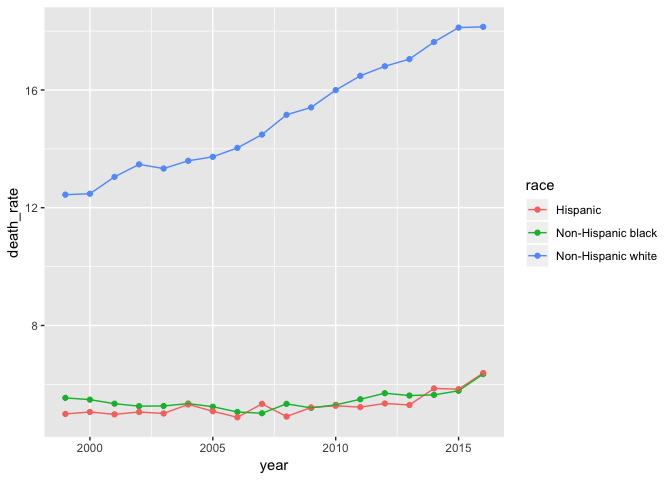 16
12
8
death_rate
2000
2005
2010
2015
year
race
Hispanic
Non-Hispanic black
Non-Hispanic white